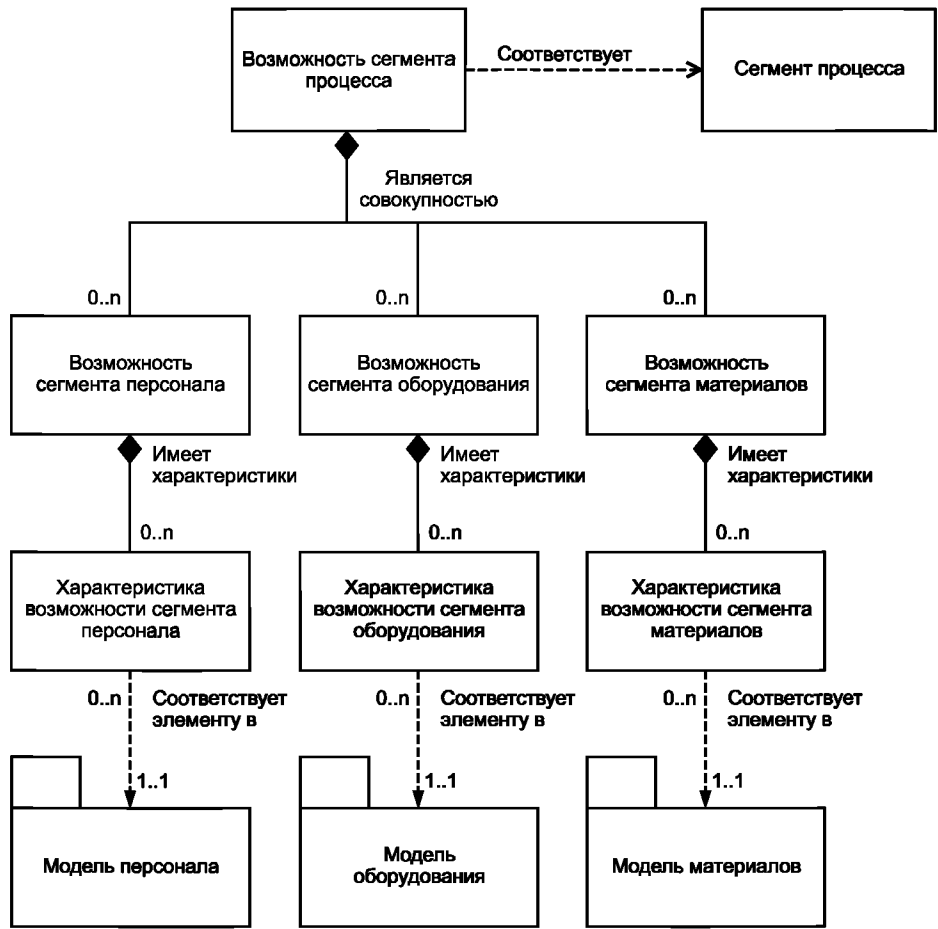 Возможность сегмента
процесса
Соответствует
Сегмент процесса
Является
совокупностью
0..n
0..n
0..n
Возможность
сегмента персонала
Возможность
сегмента оборудования
Возможность
сегмента материалов
Имеет
характеристики
Имеет
характеристики
Имеет
характеристики
0..n
0..n
0..n
Характеристика
возможности сегмента
персонала
Характеристика
возможности сегмента
оборудования
Характеристика
возможности сегмента
материалов
0..n
Соответствует
элементу в
0..n
Соответствует
элементу в
0..n
Соответствует
элементу в
1..1
1..1
1..1
Модель персонала
Модель
оборудования
Модель материалов